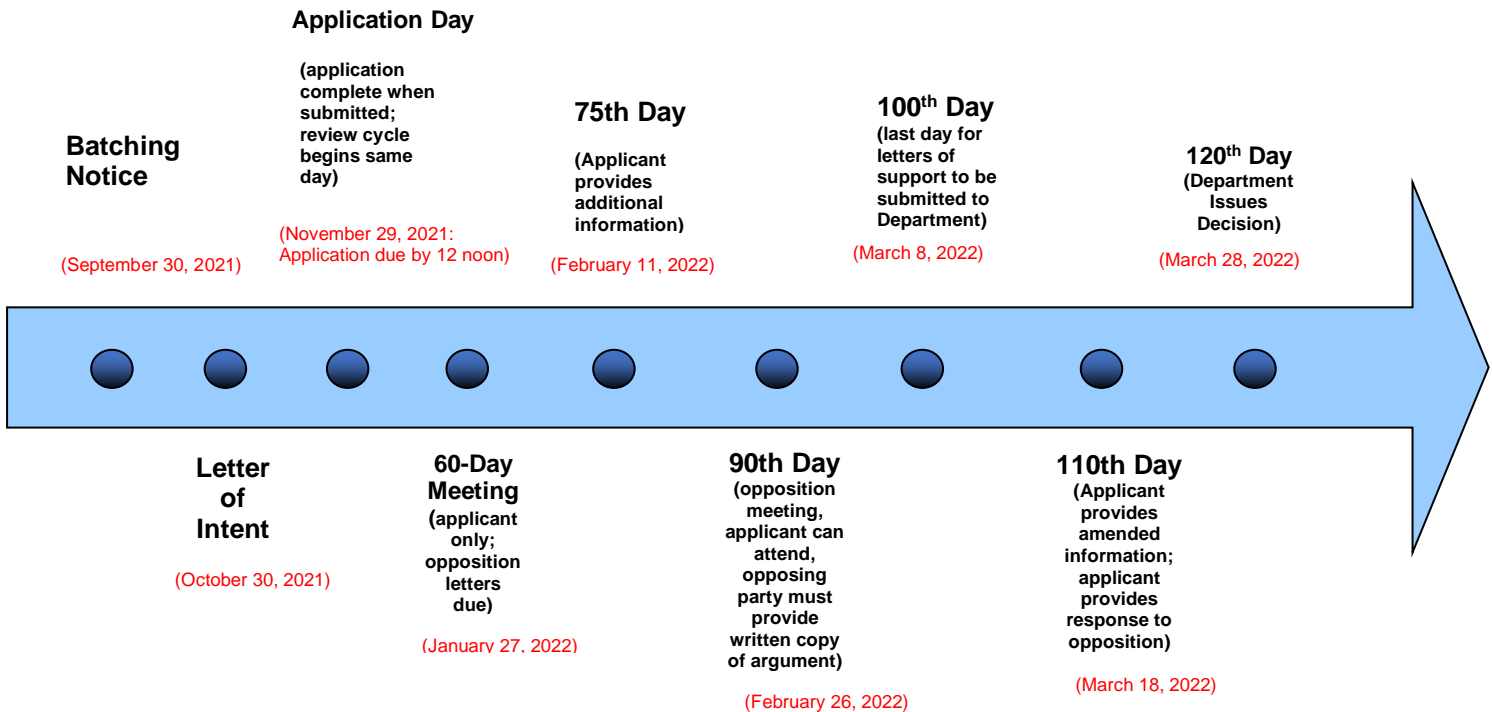 Batching
Notice
(September 30, 2021)
Letter
of
Intent
(October 30, 2021)
Application Day
(application
complete when
submitted;
review cycle
begins same
day)
(November 29, 2021:
Application due by 12 noon)
60-Day
Meeting
(applicant
only;
opposition
letters
due)
(January 27, 2022)
75th Day
(Applicant
provides
additional
information)
(February 11, 2022)
90th Day
(opposition
meeting,
applicant can
attend,
opposing
party must
provide
written copy
of argument)
(February 26, 2022)
100th Day
(last day for
letters of
support to be
submitted to
Department)
(March 8, 2022)
110th Day
(Applicant
provides
amended
information;
applicant
provides
response to
opposition)
(March 18, 2022)
120th Day
(Department
Issues
Decision)
(March 28, 2022)